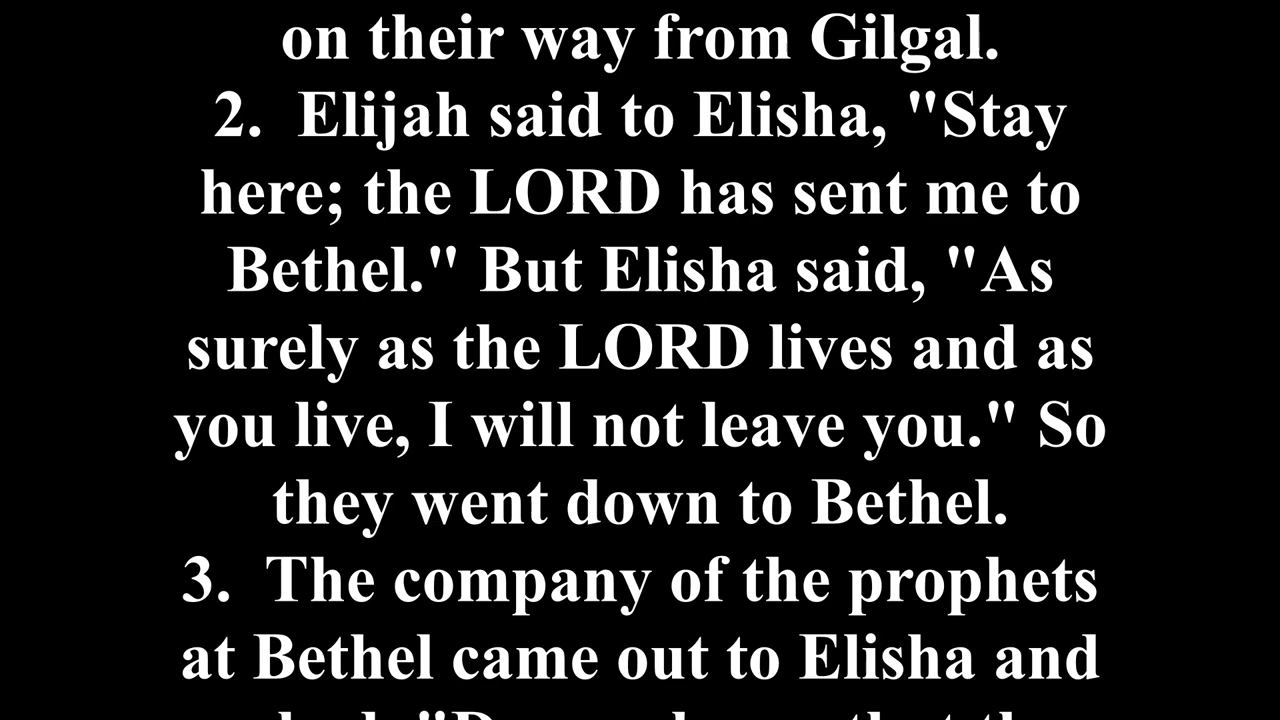 on their way from Gilgal.
2. Elijah said to Elisha, "Stay
here; the LORD has sent me to
Bethel." But Elisha said, "As
surely as the LORD lives and as
you live, I will not leave you." So
they went down to Bethel.
3. The company of the prophets
at Bethel came out to Elisha and